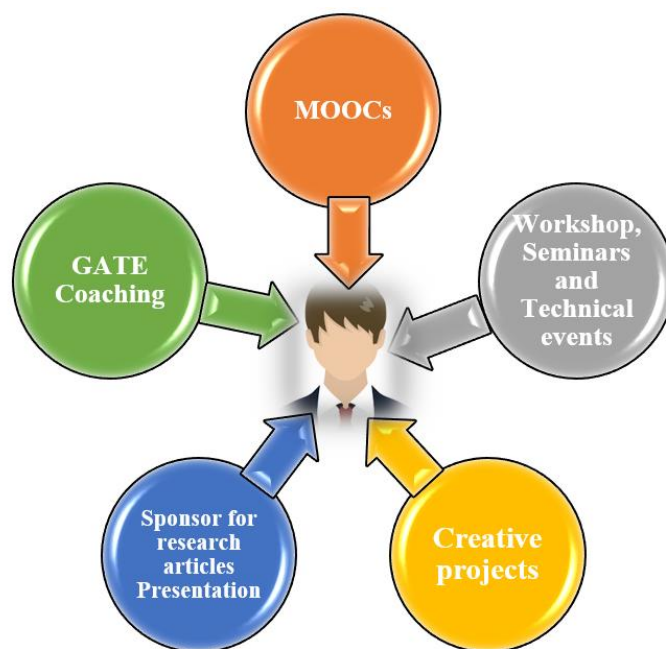 MOOCs
GATE
Coaching
Workshop,
Seminars
and
Technical
events
Sponsor for
research
articles
Presentation
Creative
projects